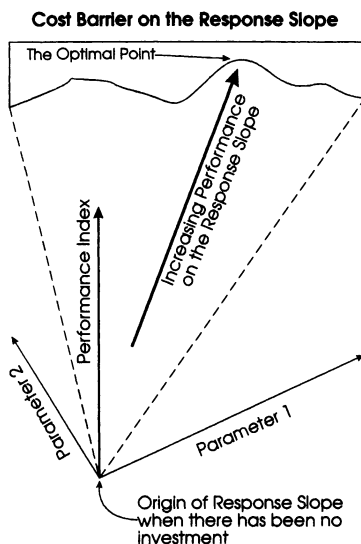 Cost Barrier on the Response Slope
The Optimal Point
Increasing Performance
on the Response Slope
Performance Index
Parameter 2
Parameter 1
Origin of Response Slope
when there has been no
investment